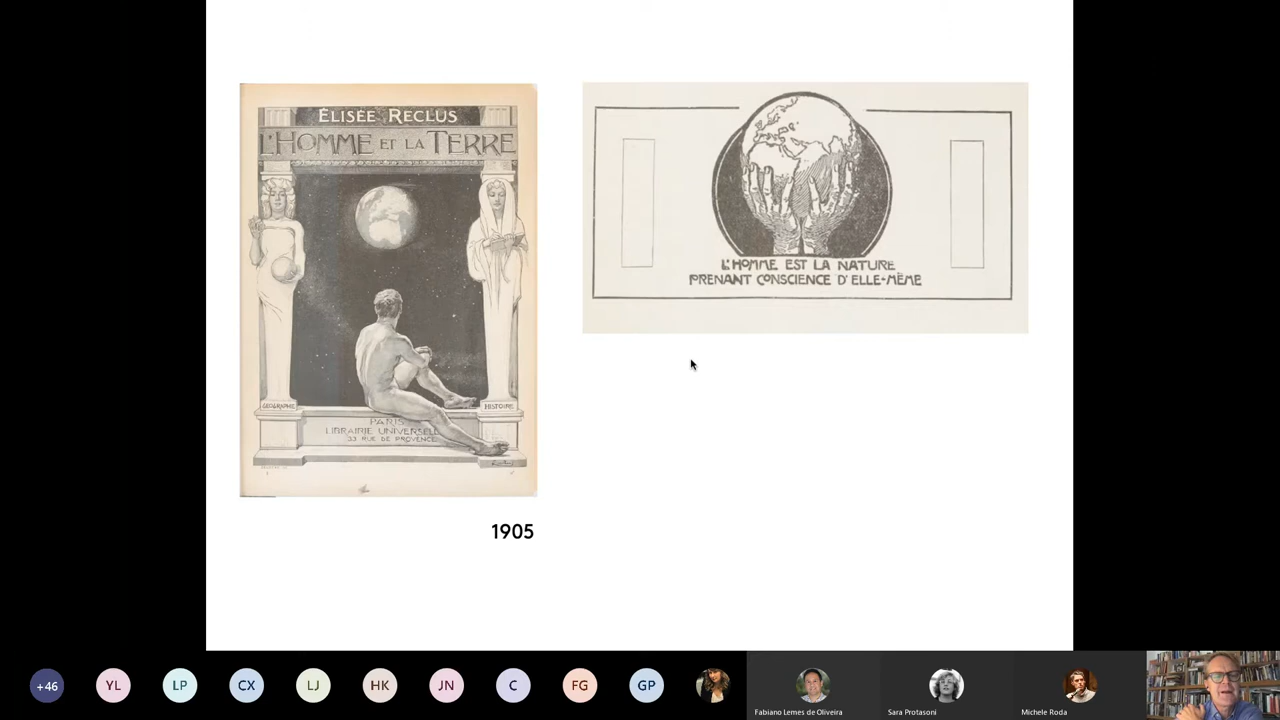 ÉLISÉE RECLUS
L'HOMME ET LA TERRE
GÉOGRAPHIE
HISTOIRE
PARIS
LIBRAIRIE UNIVERSELLE
33 RUE DE PROVENCE
1905
L'HOMME EST LA NATURE
PRENANT CONSCIENCE D'ELLE-MÊME
+46
YL
LP
CX
LJ
HK
JN
C
FG
GP
Fabiano Lemes de Oliveira
Sara Protasoni
Michele Roda